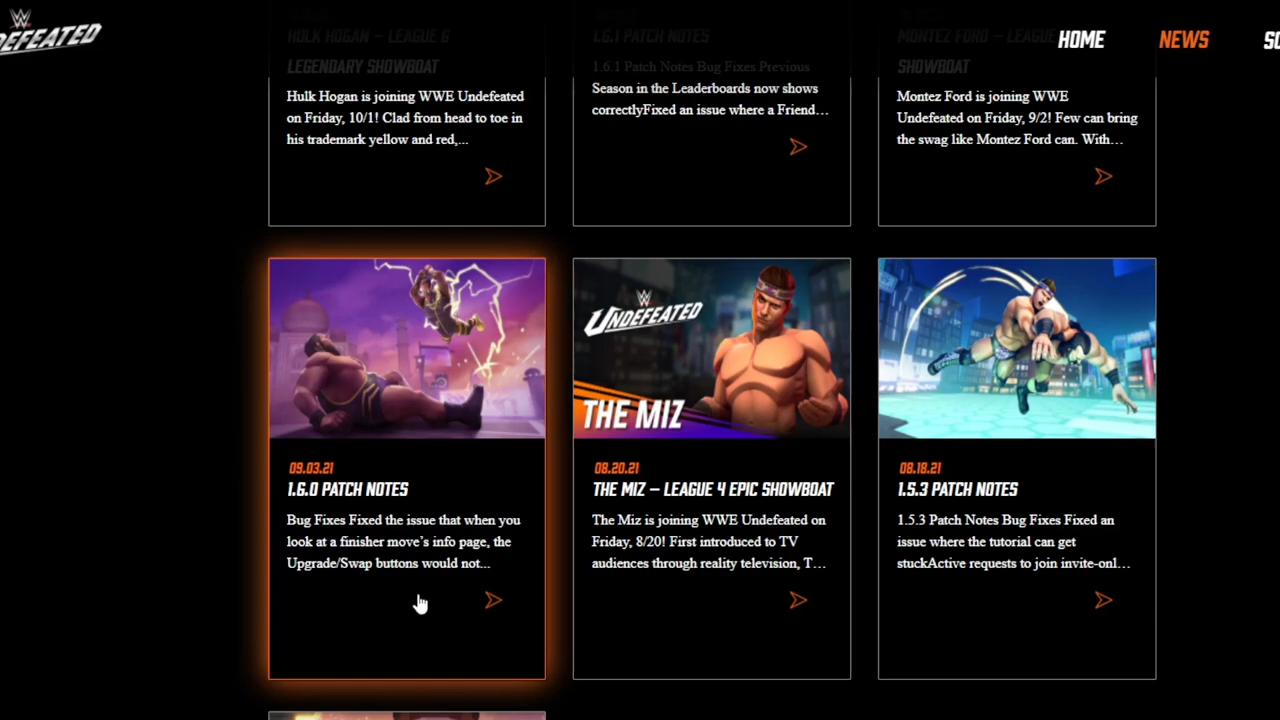 W
DEFEATED
HOME
NEWS
HULK HOGAN – LEAGUE 6
LEGENDARY SHOWBOAT
Hulk Hogan is joining WWE Undefeated
on Friday, 10/1! Clad from head to toe in
his trademark yellow and red,...
1.6.1 PATCH NOTES
1.6.1 Patch Notes Bug Fixes Previous
Season in the Leaderboards now shows
correctlyFixed an issue where a Friend…
MONTEZ FORD – LEAGUE
SHOWBOAT
Montez Ford is joining WWE
Undefeated on Friday, 9/2! Few can bring
the swag like Montez Ford can. With…
09.03.21
1.6.0 PATCH NOTES
Bug Fixes Fixed the issue that when you
look at a finisher move’s info page, the
Upgrade/Swap buttons would not...
W
UNDEFEATED
THE MIZ
08.20.21
THE MIZ – LEAGUE 4 EPIC SHOWBOAT
The Miz is joining WWE Undefeated on
Friday, 8/20! First introduced to TV
audiences through reality television, T…
08.18.21
1.5.3 PATCH NOTES
1.5.3 Patch Notes Bug Fixes Fixed an
issue where the tutorial can get
stuckActive requests to join invite-onl…